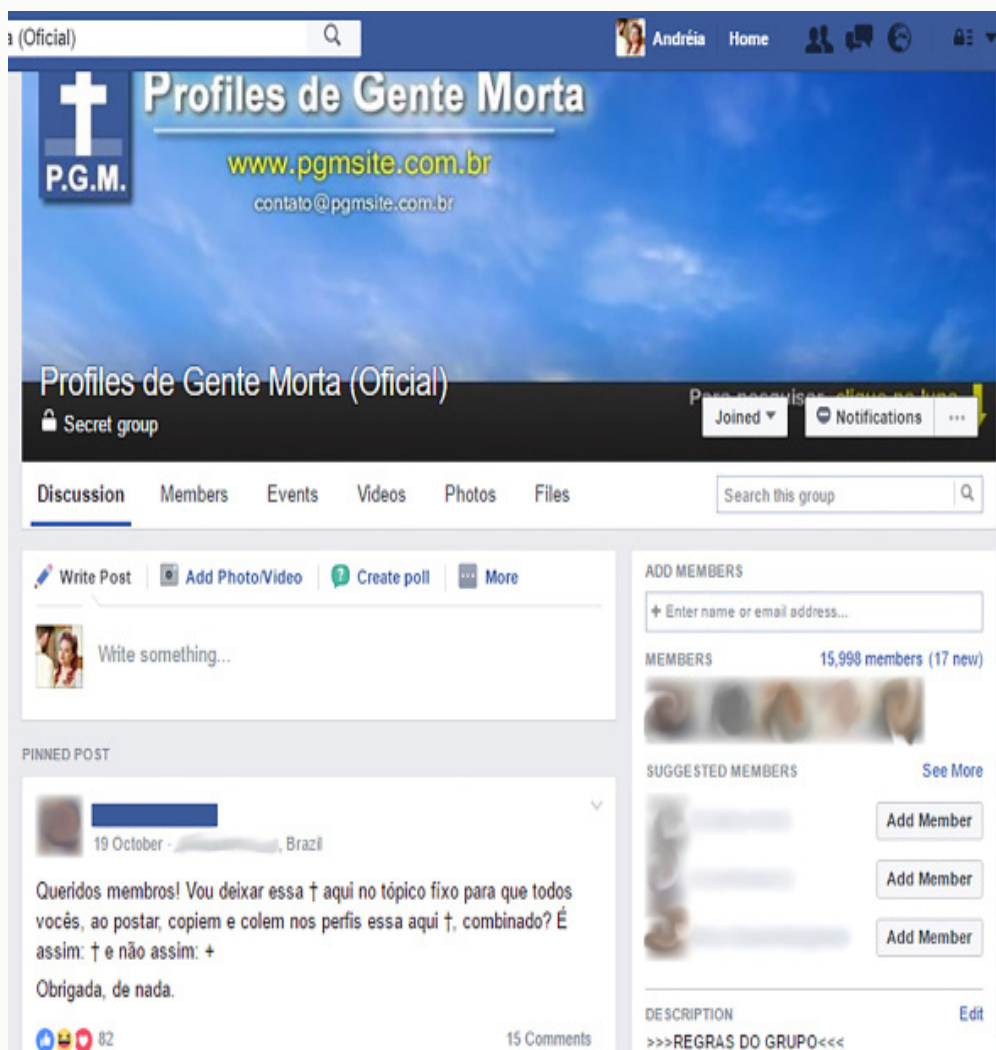 a (Oficial)
Andréia Home
Profiles de Gente Morta
www.pgmsite.com.br
contato@pgmsite.com.br
P.G.M.
Profiles de Gente Morta (Oficial)
Secret group
Para pesquisar, clique na lupa
Joined
Notifications
Discussion Members Events Videos Photos Files
Search this group
Write Post Add Photo/Video Create poll More
Write something...
PINNED POST
19 October · , Brazil
Queridos membros! Vou deixar essa † aqui no tópico fixo para que todos
vocês, ao postar, copiem e colem nos perfis essa aqui †, combinado? É
assim: † e não assim: +
Obrigada, de nada.
82
15 Comments
ADD MEMBERS
+ Enter name or email address...
MEMBERS 15,998 members (17 new)
SUGGESTED MEMBERS See More
Add Member
Add Member
Add Member
DESCRIPTION Edit
>>>REGRAS DO GRUPO<<<